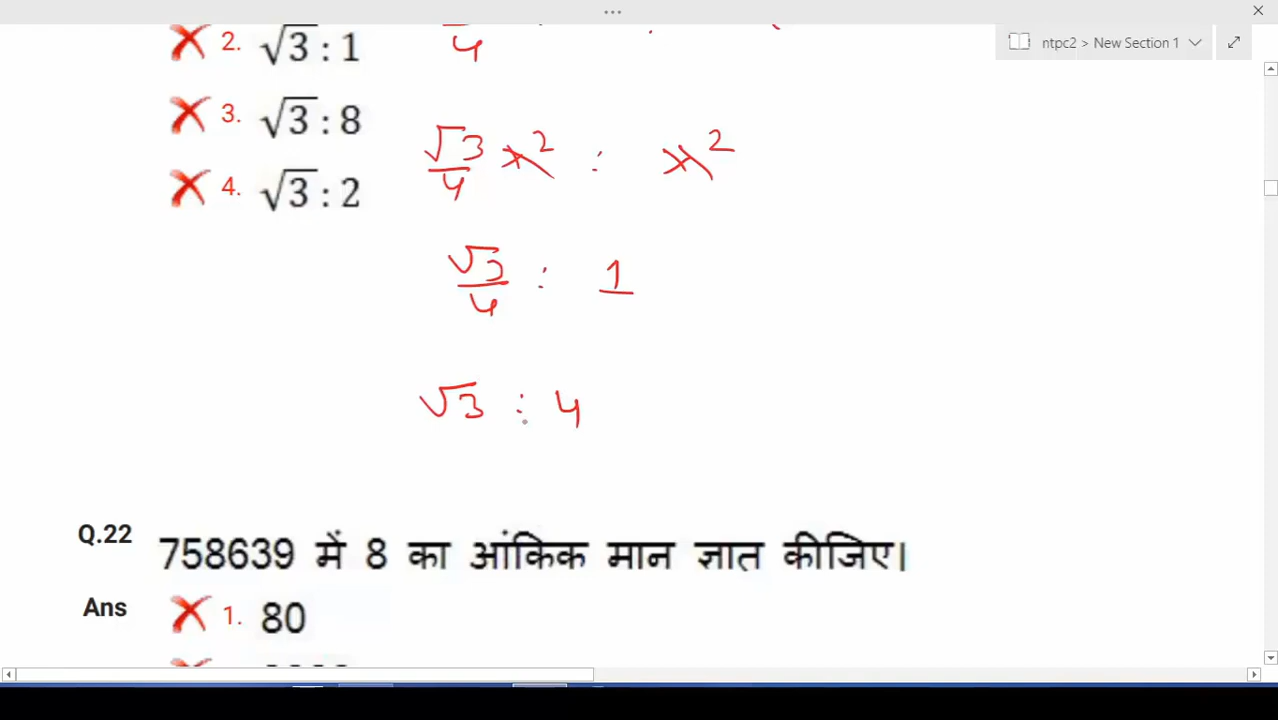 ntpc2 > New Section 1
4
2. √3 : 1
3. √3 : 8
√3/4 x² : x²
4. √3 : 2
√3/4 : 1
√3 : 4
Q.22 758639 में 8 का आंकिक मान ज्ञात कीजिए।
Ans 1. 80